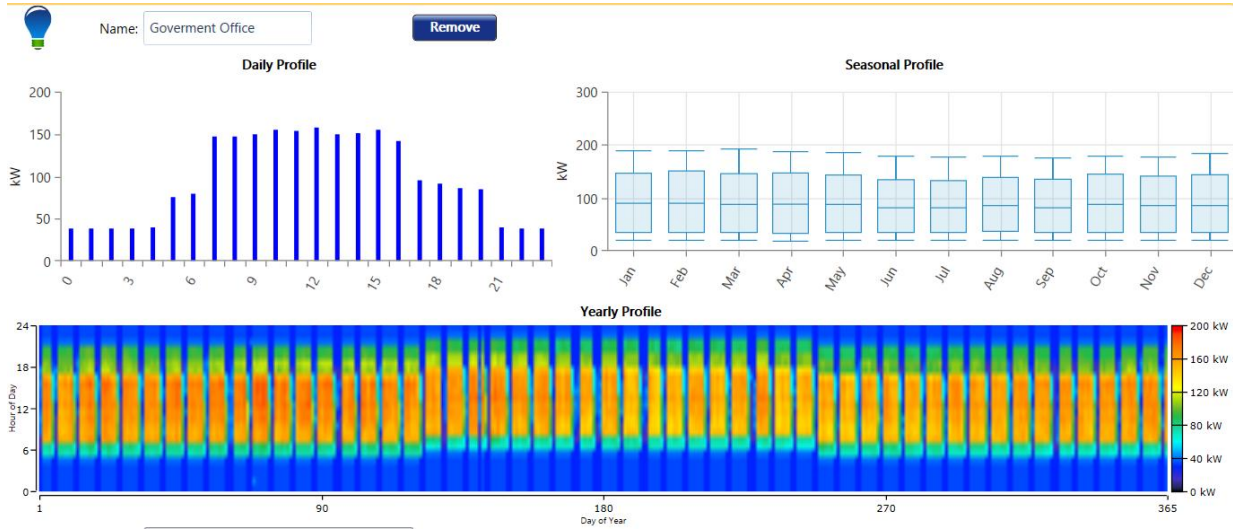 Name: Goverment Office Remove
Daily Profile
200
150
100
50
0
kW
0 3 6 9 12 15 18 21
Seasonal Profile
300
200
100
0
kW
Jan Feb Mar Apr May Jun Jul Aug Sep Oct Nov Dec
Yearly Profile
24
18
12
6
0
Hour of Day
1 90 180 270 365
Day of Year
200 kW
160 kW
120 kW
80 kW
40 kW
0 kW